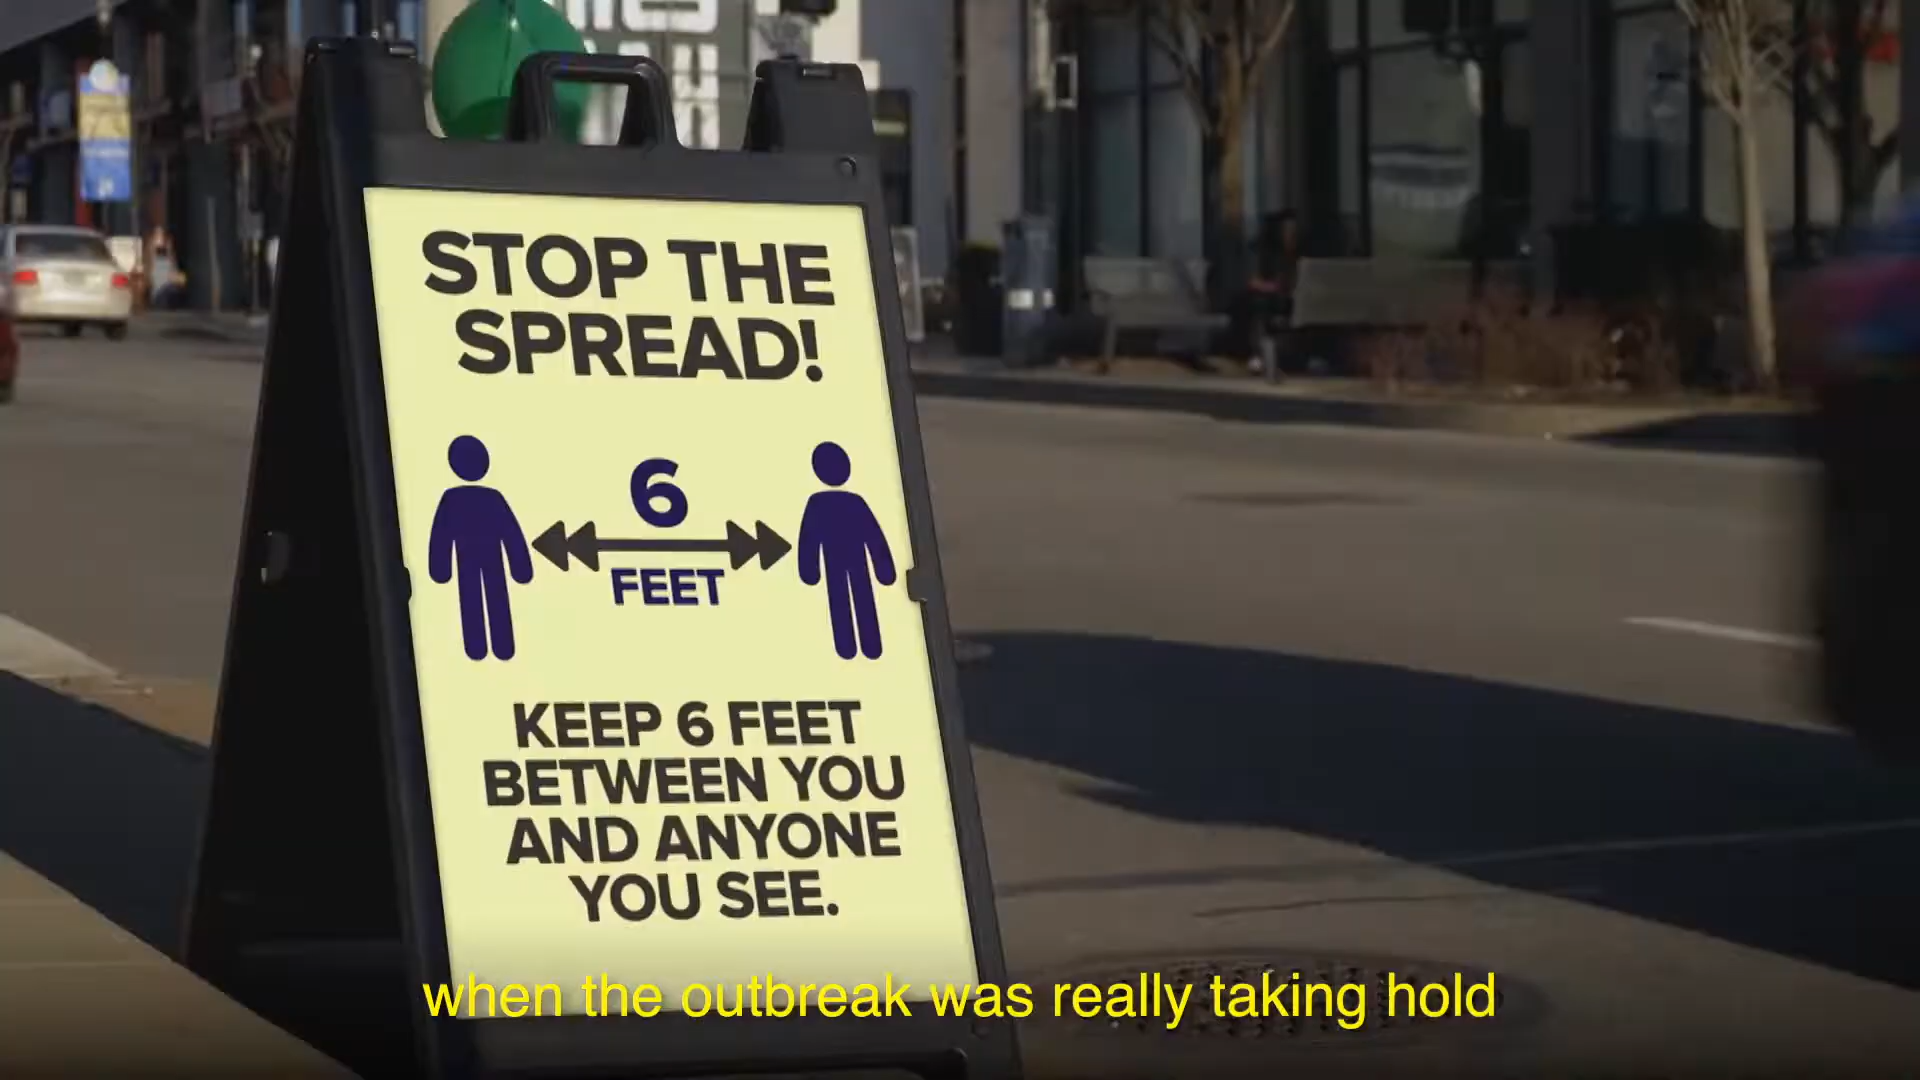 STOP THE
SPREAD!
6
FEET
KEEP 6 FEET
BETWEEN YOU
AND ANYONE
YOU SEE.
when the outbreak was really taking hold